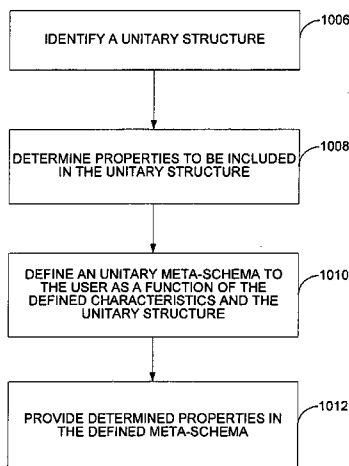 IDENTIFY A UNITARY STRUCTURE
1006
DETERMINE PROPERTIES TO BE INCLUDED
IN THE UNITARY STRUCTURE
1008
DEFINE AN UNITARY META-SCHEMA TO
THE USER AS A FUNCTION OF THE
DEFINED CHARACTERISTICS AND THE
UNITARY STRUCTURE
1010
PROVIDE DETERMINED PROPERTIES IN
THE DEFINED META-SCHEMA
1012